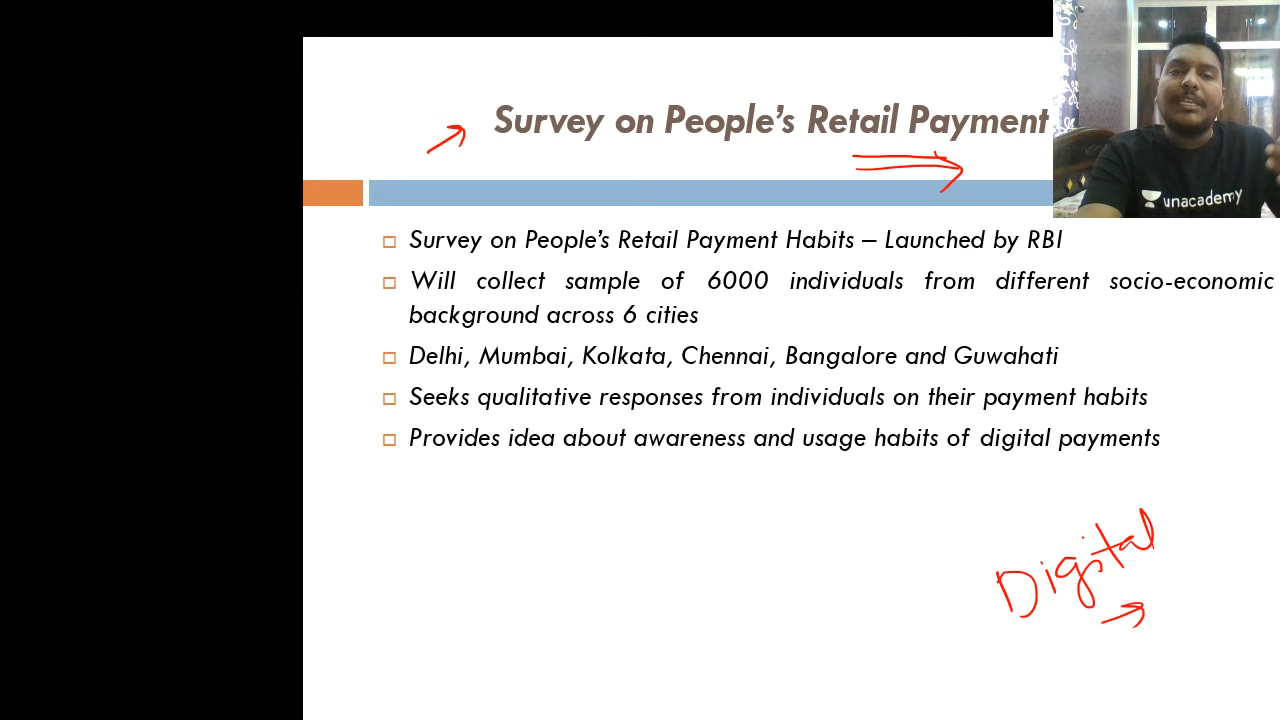 Survey on People's Retail Payment
unacademy
Survey on People's Retail Payment Habits – Launched by RBI
Will collect sample of 6000 individuals from different socio-economic
background across 6 cities
Delhi, Mumbai, Kolkata, Chennai, Bangalore and Guwahati
Seeks qualitative responses from individuals on their payment habits
Provides idea about awareness and usage habits of digital payments
Digital